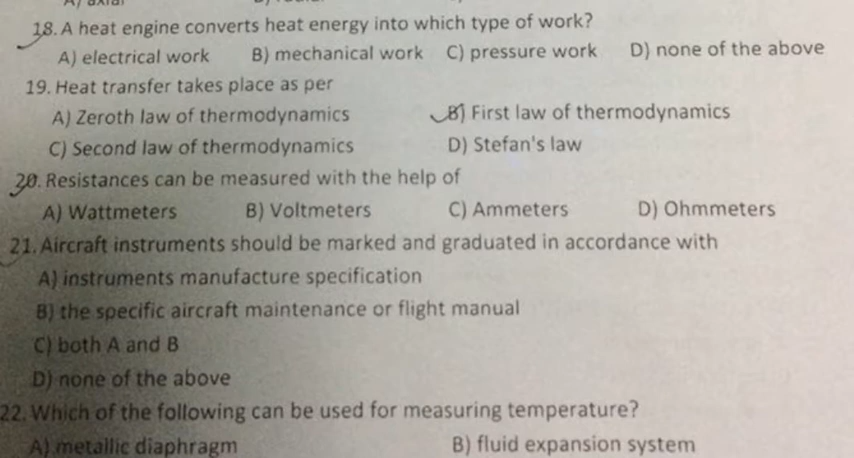 18. A heat engine converts heat energy into which type of work?
A) electrical work B) mechanical work C) pressure work D) none of the above
19. Heat transfer takes place as per
A) Zeroth law of thermodynamics B) First law of thermodynamics
C) Second law of thermodynamics D) Stefan's law
20. Resistances can be measured with the help of
A) Wattmeters B) Voltmeters C) Ammeters D) Ohmmeters
21. Aircraft instruments should be marked and graduated in accordance with
A) instruments manufacture specification
B) the specific aircraft maintenance or flight manual
C) both A and B
D) none of the above
22. Which of the following can be used for measuring temperature?
A) metallic diaphragm B) fluid expansion system